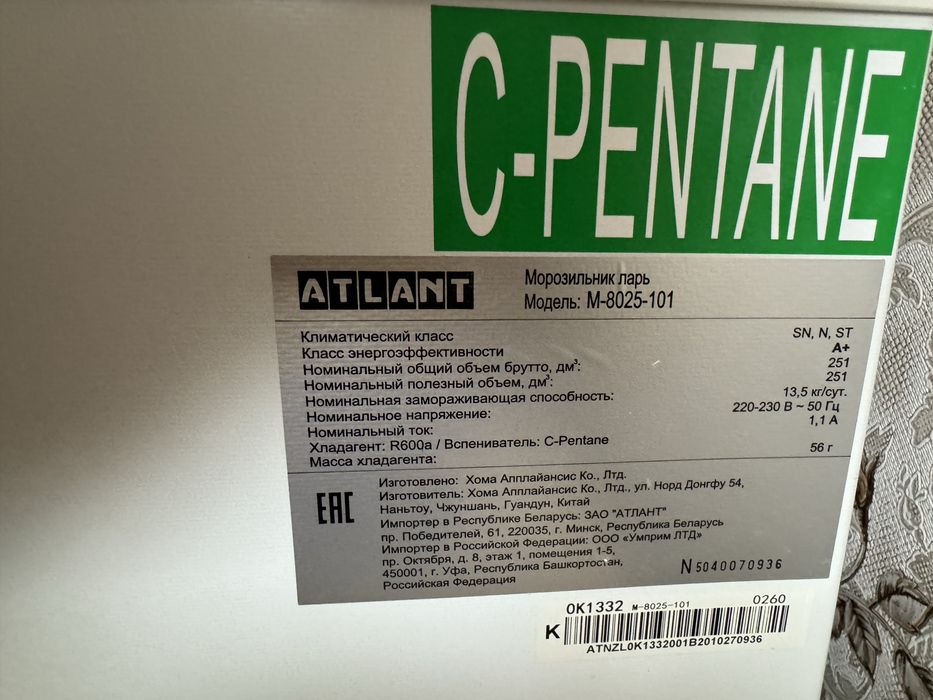 C-PENTANE
ATLANT
Морозильник ларь
Модель: М-8025-101
Климатический класс SN, N, ST
Класс энергоэффективности A+
Номинальный общий объем брутто, дм³: 251
Номинальный полезный объем, дм³: 251
Номинальная замораживающая способность: 13,5 кг/сут.
Номинальное напряжение: 220-230 В ~ 50 Гц
Номинальный ток: 1,1 А
Хладагент: R600a / Вспениватель: C-Pentane
Масса хладагента: 56 г
EAC
Изготовлено: Хома Апплайансис Ко., Лтд.
Изготовитель: Хома Апплайансис Ко., Лтд., ул. Норд Донгфу 54,
Наньтоу, Чжуншань, Гуандун, Китай
Импортер в Республике Беларусь: ЗАО "АТЛАНТ"
пр. Победителей, 61, 220035, г. Минск, Республика Беларусь
Импортер в Российской Федерации: ООО «Умприм ЛТД»
пр. Октября, д. 8, этаж 1, помещения 1-5,
450001, г. Уфа, Республика Башкортостан,
Российская Федерация
N 5040070936
0K1332 M-8025-101 0260
K
ATNZL0K1332001B2010270936